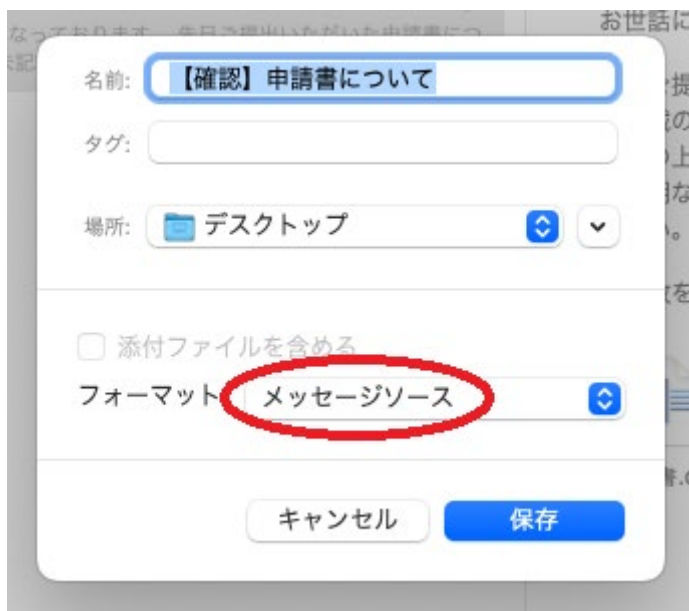 お世話に
名前: 【確認】申請書について
タグ:
場所: デスクトップ
添付ファイルを含める
フォーマット メッセージソース
キャンセル 保存